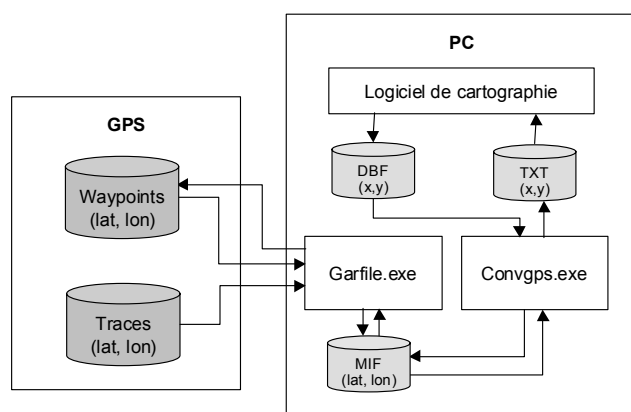 PC
Logiciel de cartographie
GPS
DBF
(x,y)
TXT
(x,y)
Waypoints
(lat, lon)
Garfile.exe
Convgps.exe
Traces
(lat, lon)
MIF
(lat, lon)